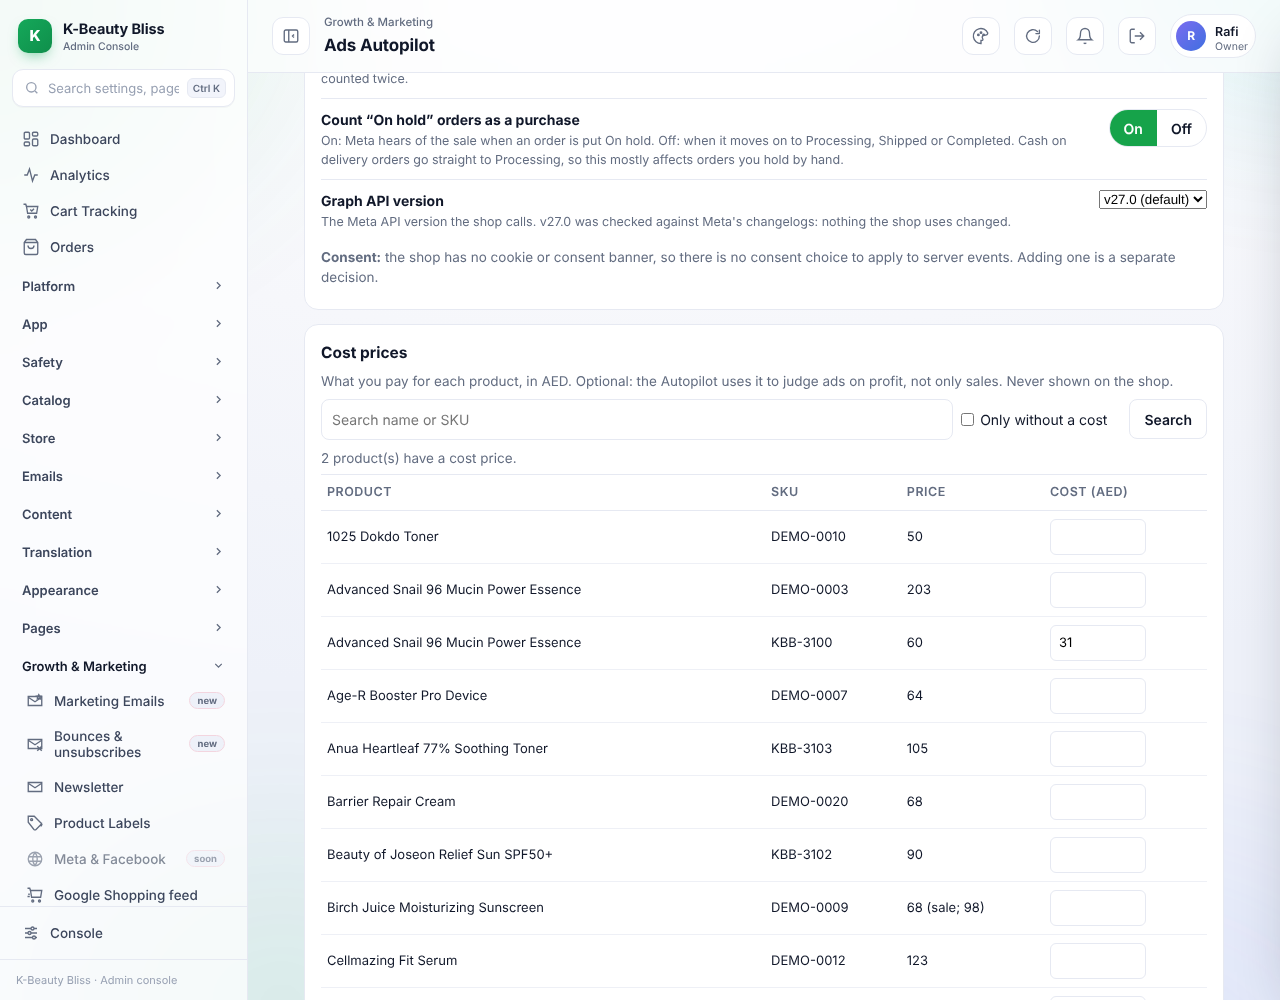 K
K-Beauty Bliss
Admin Console
Search settings, page
Ctrl K
Dashboard
Analytics
Cart Tracking
Orders
Platform
App
Safety
Catalog
Store
Emails
Content
Translation
Appearance
Pages
Growth & Marketing
Marketing Emails new
Bounces &
unsubscribes new
Newsletter
Product Labels
Meta & Facebook soon
Google Shopping feed
Console
K-Beauty Bliss · Admin console
Growth & Marketing
Ads Autopilot
R
Rafi
Owner
counted twice.
Count “On hold” orders as a purchase
On: Meta hears of the sale when an order is put On hold. Off: when it moves on to Processing, Shipped or Completed. Cash on
delivery orders go straight to Processing, so this mostly affects orders you hold by hand.
On Off
Graph API version
The Meta API version the shop calls. v27.0 was checked against Meta's changelogs: nothing the shop uses changed.
v27.0 (default)
Consent: the shop has no cookie or consent banner, so there is no consent choice to apply to server events. Adding one is a separate
decision.
Cost prices
What you pay for each product, in AED. Optional: the Autopilot uses it to judge ads on profit, not only sales. Never shown on the shop.
Search name or SKU
Only without a cost
Search
2 product(s) have a cost price.
PRODUCT SKU PRICE COST (AED)
1025 Dokdo Toner DEMO-0010 50
Advanced Snail 96 Mucin Power Essence DEMO-0003 203
Advanced Snail 96 Mucin Power Essence KBB-3100 60 31
Age-R Booster Pro Device DEMO-0007 64
Anua Heartleaf 77% Soothing Toner KBB-3103 105
Barrier Repair Cream DEMO-0020 68
Beauty of Joseon Relief Sun SPF50+ KBB-3102 90
Birch Juice Moisturizing Sunscreen DEMO-0009 68 (sale; 98)
Cellmazing Fit Serum DEMO-0012 123